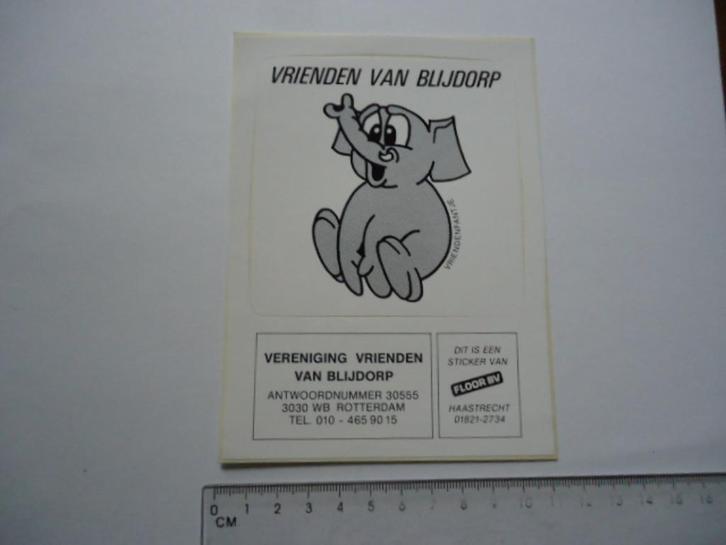 VRIENDEN VAN BLIJDORP
VRIENDENFANTJE
VERENIGING VRIENDEN
VAN BLIJDORP
ANTWOORDNUMMER 30555
3030 WB ROTTERDAM
TEL. 010 - 465 90 15
DIT IS EEN
STICKER VAN
FLOOR BV
HAASTRECHT
01821-2734
0 1 2 3 4 5 6 7 8 9 10 11 12 13 14 15 16
CM